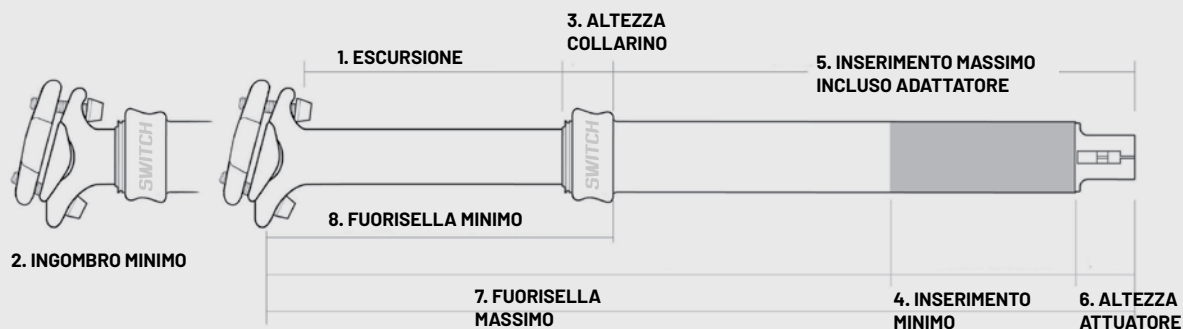 3. ALTEZZA
COLLARINO
1. ESCURSIONE
5. INSERIMENTO MASSIMO
INCLUSO ADATTATORE
SWITCH
SWITCH
8. FUORISELLA MINIMO
2. INGOMBRO MINIMO
7. FUORISELLA
MASSIMO
4. INSERIMENTO
MINIMO
6. ALTEZZA
ATTUATORE